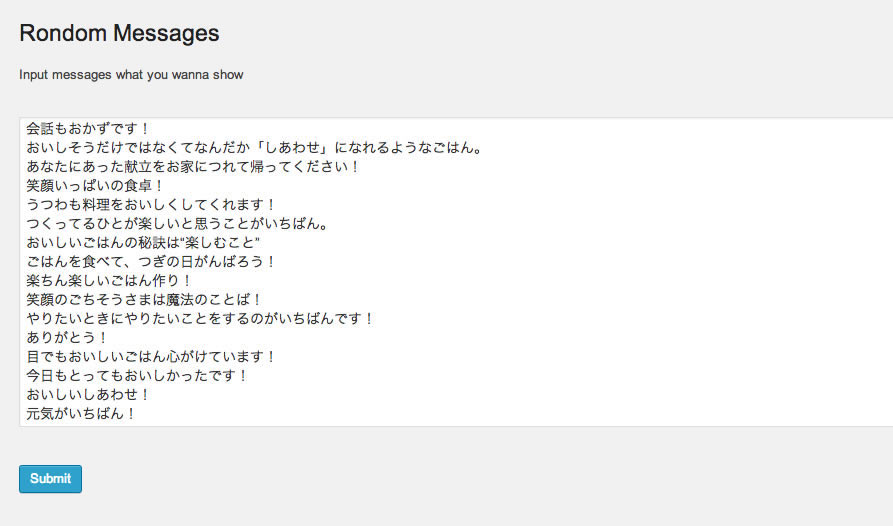 Rondom Messages
Input messages what you wanna show
会話もおかずです！
おいしそうだけではなくてなんだか「しあわせ」になれるようなごはん。
あなたにあった献立をお家につれて帰ってください！
笑顔いっぱいの食卓！
うつわも料理をおいしくしてくれます！
つくってるひとが楽しいと思うことがいちばん。
おいしいごはんの秘訣は“楽しむこと”
ごはんを食べて、つぎの日がんばろう！
楽ちん楽しいごはん作り！
笑顔のごちそうさまは魔法のことば！
やりたいときにやりたいことをするのがいちばんです！
ありがとう！
目でもおいしいごはん心がけています！
今日もとってもおいしかったです！
おいしいしあわせ！
元気がいちばん！
Submit